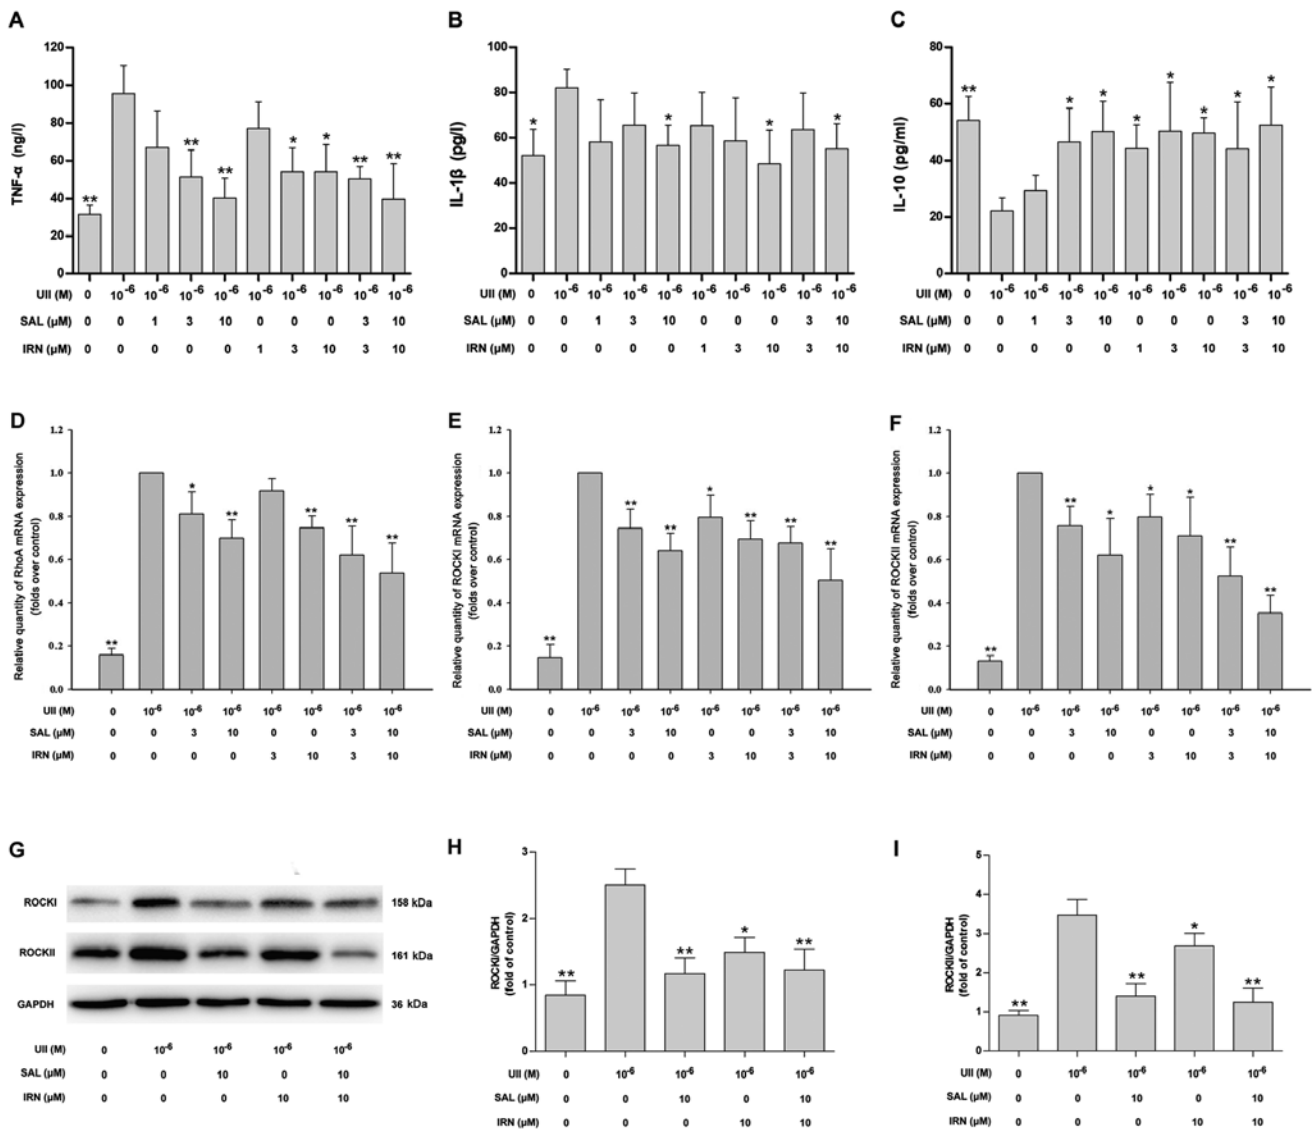 A
TNF-α (ng/l)
120
100
80
60
40
20
0
** ** ** * * ** **
UII (M) 0 10⁻⁶ 10⁻⁶ 10⁻⁶ 10⁻⁶ 10⁻⁶ 10⁻⁶ 10⁻⁶ 10⁻⁶ 10⁻⁶
SAL (μM) 0 0 1 3 10 0 0 0 3 10
IRN (μM) 0 0 0 0 0 1 3 10 3 10
B
IL-1β (pg/l)
100
80
60
40
20
0
* * * *
UII (M) 0 10⁻⁶ 10⁻⁶ 10⁻⁶ 10⁻⁶ 10⁻⁶ 10⁻⁶ 10⁻⁶ 10⁻⁶ 10⁻⁶
SAL (μM) 0 0 1 3 10 0 0 0 3 10
IRN (μM) 0 0 0 0 0 1 3 10 3 10
C
IL-10 (pg/ml)
80
60
40
20
0
** * * * * * * *
UII (M) 0 10⁻⁶ 10⁻⁶ 10⁻⁶ 10⁻⁶ 10⁻⁶ 10⁻⁶ 10⁻⁶ 10⁻⁶ 10⁻⁶
SAL (μM) 0 0 1 3 10 0 0 0 3 10
IRN (μM) 0 0 0 0 0 1 3 10 3 10
D
Relative quantity of RhoA mRNA expression
(folds over control)
1.2
1.0
0.8
0.6
0.4
0.2
0.0
** * ** ** ** **
UII (M) 0 10⁻⁶ 10⁻⁶ 10⁻⁶ 10⁻⁶ 10⁻⁶ 10⁻⁶ 10⁻⁶
SAL (μM) 0 0 3 10 0 0 3 10
IRN (μM) 0 0 0 0 3 10 3 10
E
Relative quantity of ROCKI mRNA expression
(folds over control)
1.2
1.0
0.8
0.6
0.4
0.2
0.0
** ** ** * ** ** **
UII (M) 0 10⁻⁶ 10⁻⁶ 10⁻⁶ 10⁻⁶ 10⁻⁶ 10⁻⁶ 10⁻⁶
SAL (μM) 0 0 3 10 0 0 3 10
IRN (μM) 0 0 0 0 3 10 3 10
F
Relative quantity of ROCKII mRNA expression
(folds over control)
1.2
1.0
0.8
0.6
0.4
0.2
0.0
** ** * * * ** **
UII (M) 0 10⁻⁶ 10⁻⁶ 10⁻⁶ 10⁻⁶ 10⁻⁶ 10⁻⁶ 10⁻⁶
SAL (μM) 0 0 3 10 0 0 3 10
IRN (μM) 0 0 0 0 3 10 3 10
G
ROCKI 158 kDa
ROCKII 161 kDa
GAPDH 36 kDa
UII (M) 0 10⁻⁶ 10⁻⁶ 10⁻⁶ 10⁻⁶
SAL (μM) 0 0 10 0 10
IRN (μM) 0 0 0 10 10
H
ROCKI/GAPDH
(fold of control)
3
2
1
0
** ** * **
UII (M) 0 10⁻⁶ 10⁻⁶ 10⁻⁶ 10⁻⁶
SAL (μM) 0 0 10 0 10
IRN (μM) 0 0 0 10 10
I
ROCKII/GAPDH
(fold of control)
5
4
3
2
1
0
** ** * **
UII (M) 0 10⁻⁶ 10⁻⁶ 10⁻⁶ 10⁻⁶
SAL (μM) 0 0 10 0 10
IRN (μM) 0 0 0 10 10